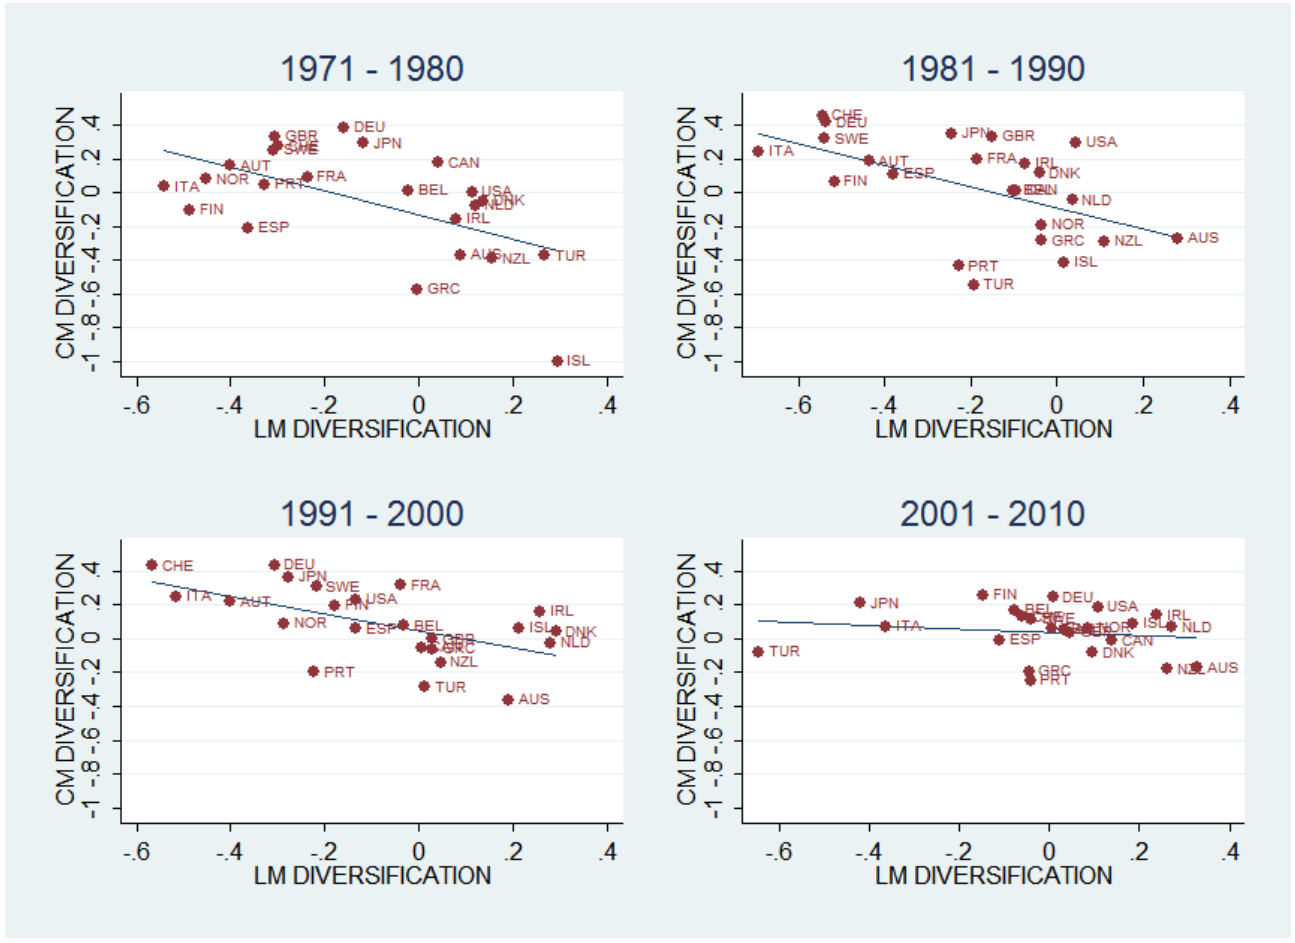 1971 - 1980
CM DIVERSIFICATION
.4
.2
0
-.2
-.4
-.6
-.8
-1
GBR
DEU
CHE
JPN
SWE
AUT
CAN
NOR
PRT
FRA
ITA
BEL
USA
DNK
NLD
FIN
IRL
ESP
AUS
NZL
TUR
GRC
ISL
-.6
-.4
-.2
0
.2
.4
LM DIVERSIFICATION
1981 - 1990
CM DIVERSIFICATION
.4
.2
0
-.2
-.4
-.6
-.8
-1
CHE
DEU
SWE
JPN
GBR
USA
ITA
AUT
FRA
IRL
FIN
ESP
DNK
NLD
NOR
GRC
NZL
AUS
PRT
ISL
TUR
-.6
-.4
-.2
0
.2
.4
LM DIVERSIFICATION
1991 - 2000
CM DIVERSIFICATION
.4
.2
0
-.2
-.4
-.6
-.8
-1
CHE
DEU
JPN
SWE
FRA
ITA
AUT
FIN
USA
IRL
NOR
ESP
BEL
ISL
DNK
GBR
NLD
GRC
NZL
PRT
TUR
AUS
-.6
-.4
-.2
0
.2
.4
LM DIVERSIFICATION
2001 - 2010
CM DIVERSIFICATION
.4
.2
0
-.2
-.4
-.6
-.8
-1
JPN
FIN
DEU
BEL
USA
IRL
SWE
ITA
NOR
ISL
NLD
ESP
CAN
TUR
DNK
GRC
PRT
NZL
AUS
-.6
-.4
-.2
0
.2
.4
LM DIVERSIFICATION